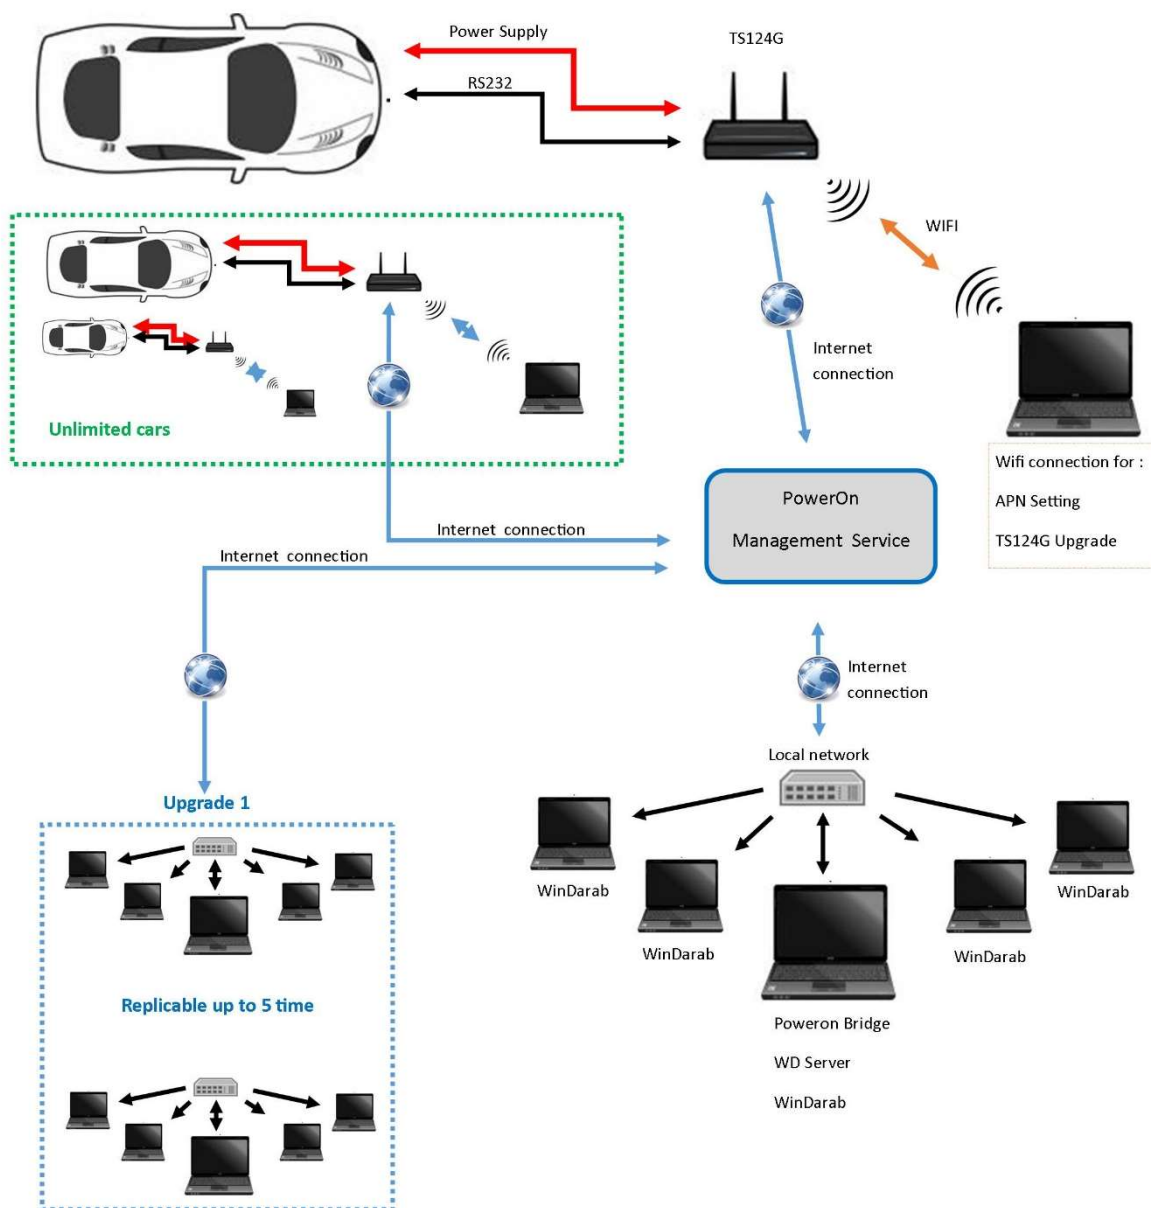 Power Supply
TS124G
RS232
WIFI
Internet
connection
Unlimited cars
Wifi connection for :
APN Setting
TS124G Upgrade
PowerOn
Management Service
Internet connection
Internet connection
Internet
connection
Local network
Upgrade 1
WinDarab
WinDarab
WinDarab
WinDarab
Replicable up to 5 time
Poweron Bridge
WD Server
WinDarab